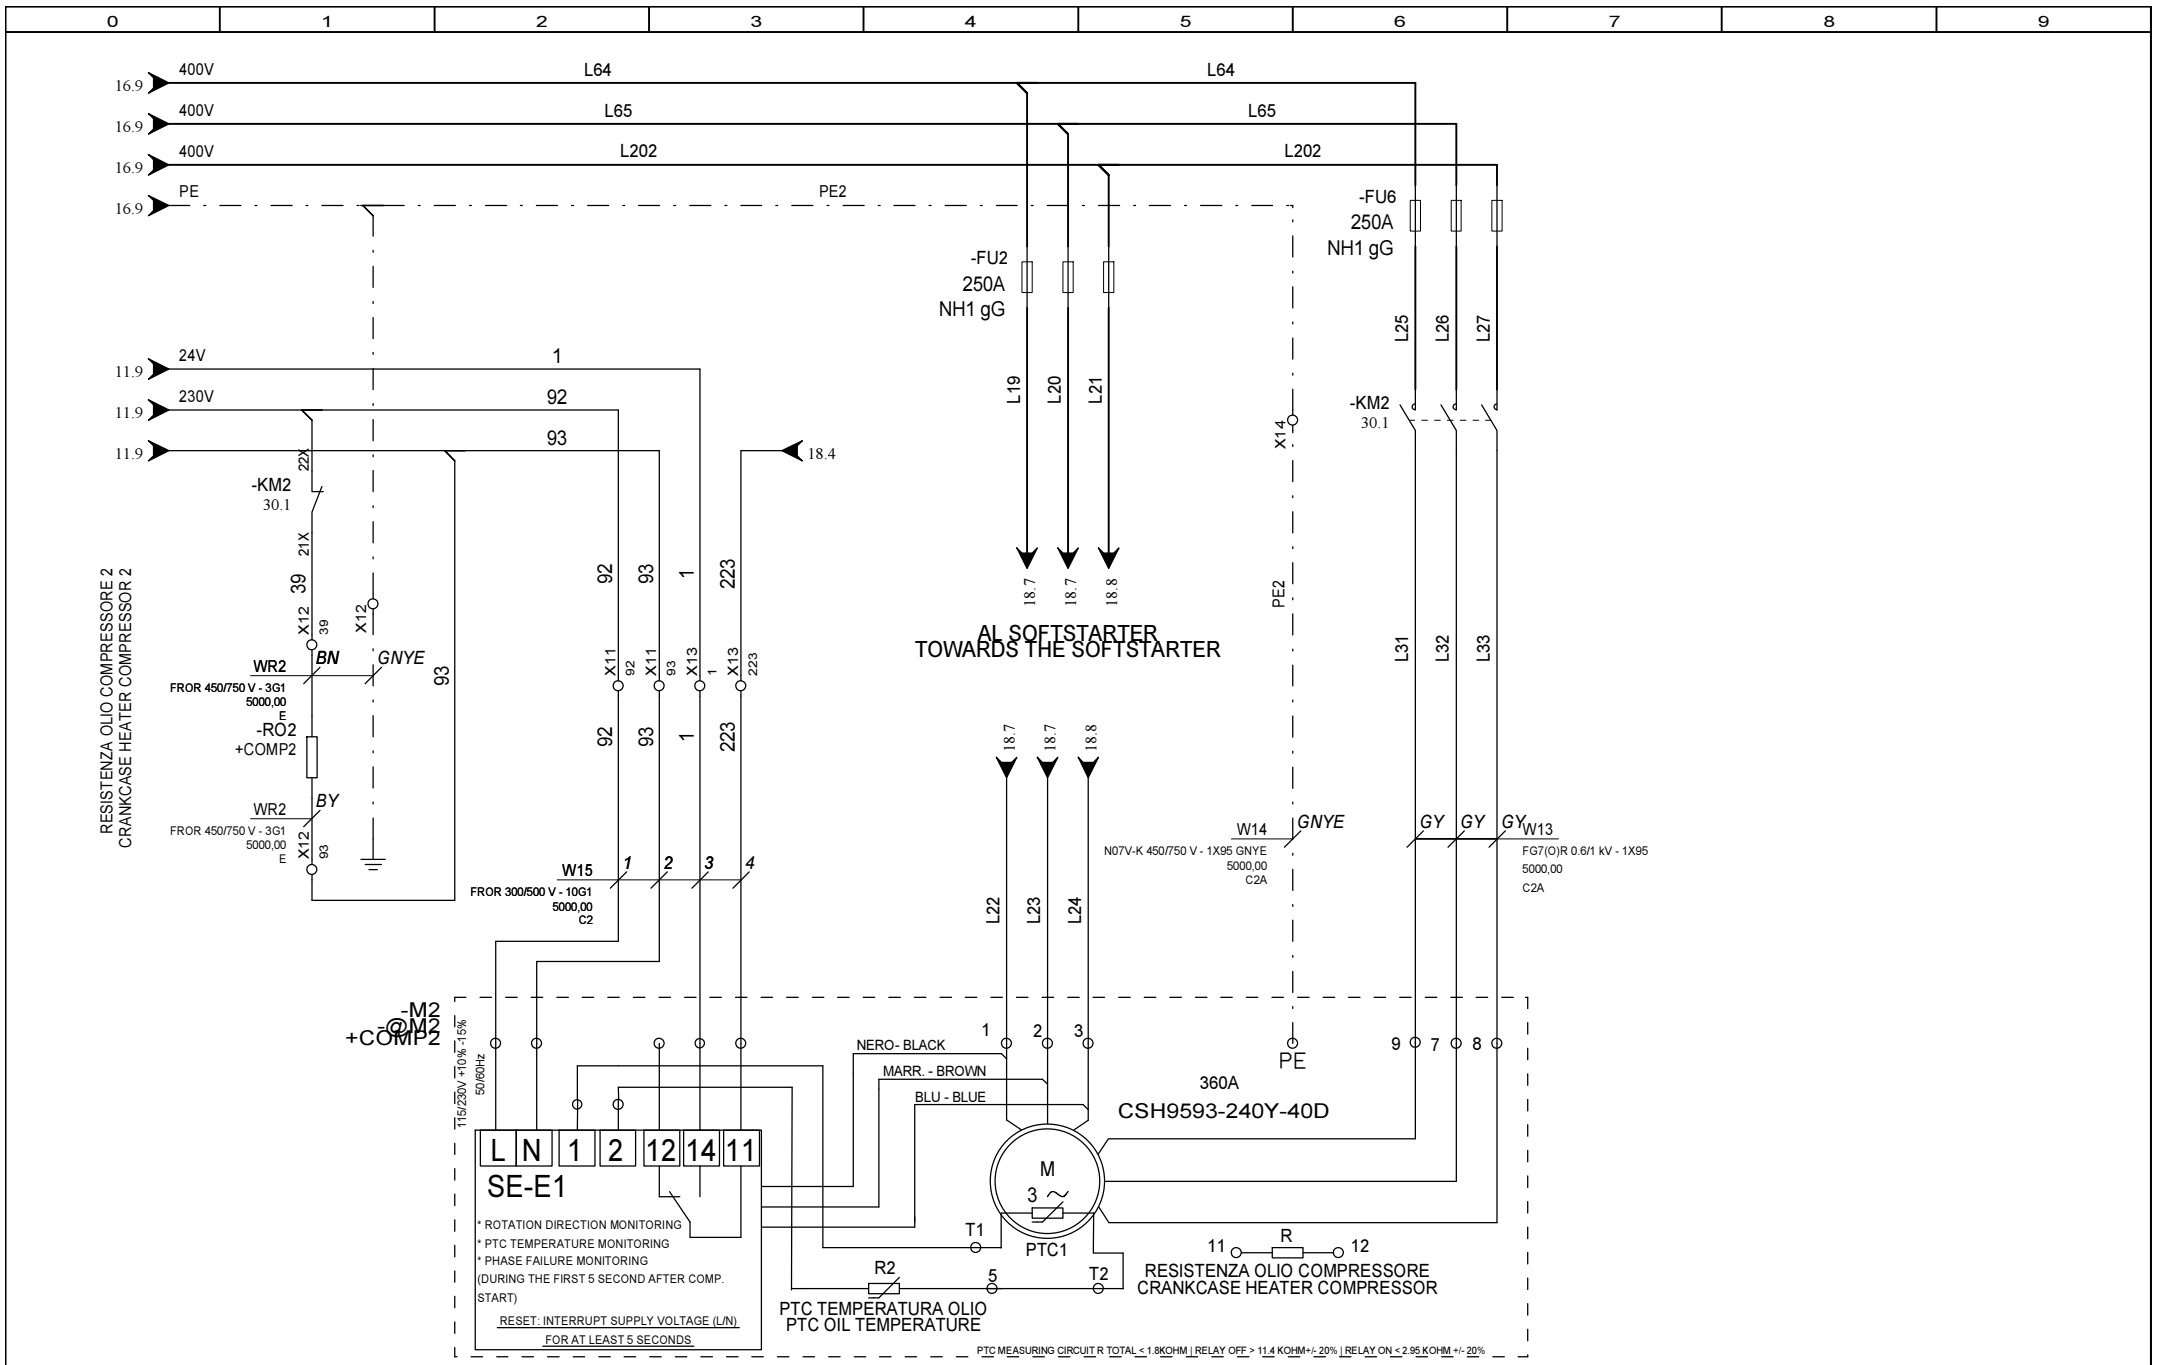 0 1 2 3 4 5 6 7 8 9
400V L64 L64
16.9
400V L65 L65
16.9
400V L202 L202
16.9
PE PE2
16.9
-FU6
250A
NH1 gG
-FU2
250A
NH1 gG
L25 L26 L27
24V 1
11.9
230V 92
11.9
93
11.9
18.4
L19 L20 L21
-KM2
30.1
X14
22X
-KM2
30.1
21X
39
X12
39
X12
RESISTENZA OLIO COMPRESSORE 2
CRANKCASE HEATER COMPRESSOR 2
92 93 1 223
18.7 18.7 18.8
PE2
AL SOFTSTARTER
TOWARDS THE SOFTSTARTER
L31 L32 L33
WR2 BN GNYE
FROR 450/750 V - 3G1
5000,00
E
93
X11 92 X11 93 X13 1 X13 223
-RO2
+COMP2
92 93 1 223
18.7 18.7 18.8
WR2 BY
FROR 450/750 V - 3G1
5000,00
E
X12
93
W15 1 2 3 4
FROR 300/500 V - 10G1
5000,00
C2
W14 GNYE
N07V-K 450/750 V - 1X95 GNYE
5000,00
C2A
GY GY GY W13
FG7(O)R 0.6/1 kV - 1X95
5000,00
C2A
L22 L23 L24
-M2
-@M2
+COMP2
115/230V +10% -15%
50/60Hz
1 2 3
NERO- BLACK
MARR. - BROWN
BLU - BLUE
PE
9 7 8
360A
CSH9593-240Y-40D
L N 1 2 12 14 11
SE-E1
* ROTATION DIRECTION MONITORING
* PTC TEMPERATURE MONITORING
* PHASE FAILURE MONITORING
(DURING THE FIRST 5 SECOND AFTER COMP.
START)
RESET: INTERRUPT SUPPLY VOLTAGE (L/N)
FOR AT LEAST 5 SECONDS
M
3 ~
PTC1
T1
R2
5
T2
PTC TEMPERATURA OLIO
PTC OIL TEMPERATURE
11 R 12
RESISTENZA OLIO COMPRESSORE
CRANKCASE HEATER COMPRESSOR
PTC MEASURING CIRCUIT R TOTAL < 1.8KOHM | RELAY OFF > 11.4 KOHM+/- 20% | RELAY ON < 2.95 KOHM +/- 20%